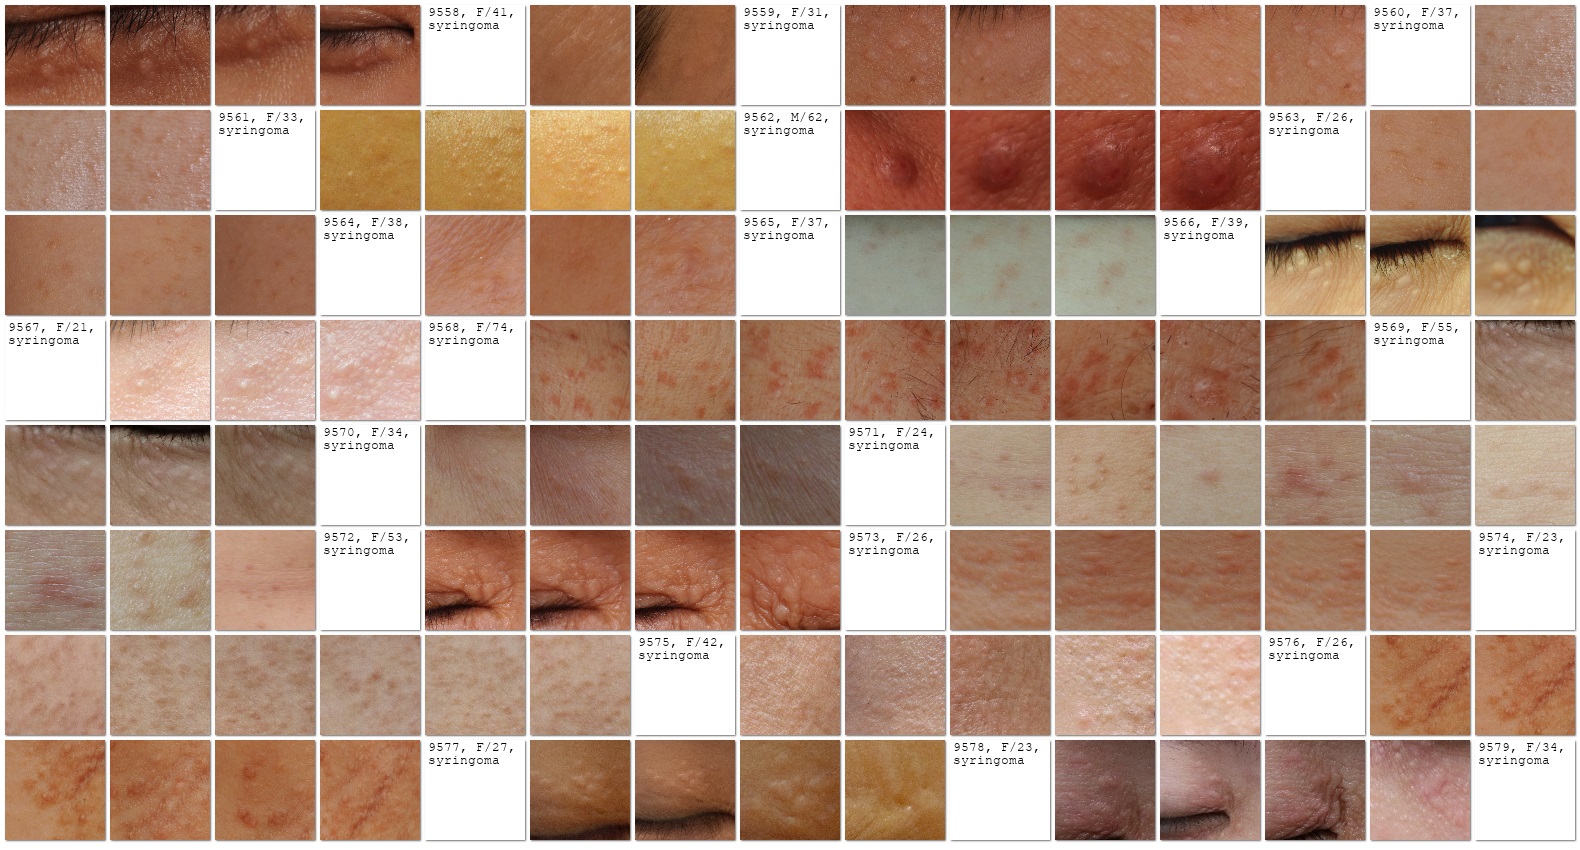 9558, F/41,
syringoma
9559, F/31,
syringoma
9560, F/37,
syringoma
9561, F/33,
syringoma
9562, M/62,
syringoma
9563, F/26,
syringoma
9564, F/38,
syringoma
9565, F/37,
syringoma
9566, F/39,
syringoma
9567, F/21,
syringoma
9568, F/74,
syringoma
9569, F/55,
syringoma
9570, F/34,
syringoma
9571, F/24,
syringoma
9572, F/53,
syringoma
9573, F/26,
syringoma
9574, F/23,
syringoma
9575, F/42,
syringoma
9576, F/26,
syringoma
9577, F/27,
syringoma
9578, F/23,
syringoma
9579, F/34,
syringoma